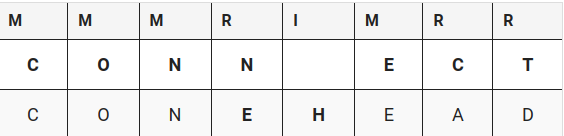 M M M R I M R R
C O N N E C T
C O N E H E A D